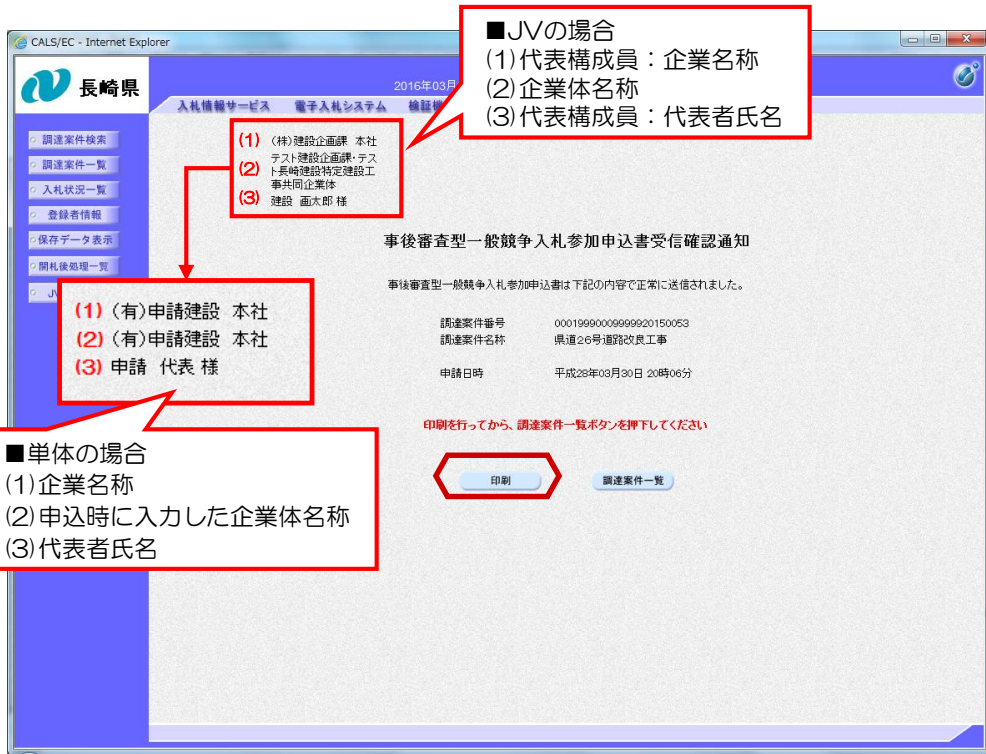 CALS/EC - Internet Explorer
■JVの場合
(1)代表構成員：企業名称
(2)企業体名称
(3)代表構成員：代表者氏名
長崎県
2016年03月
入札情報サービス 電子入札システム 検証機
調達案件検索
調達案件一覧
入札状況一覧
登録者情報
保存データ表示
開札後処理一覧
JV
(1) (株)建設企画課 本社
(2) テスト建設企画課・テス
ト長崎建設特定建設工
事共同企業体
(3) 建設 画太郎 様
事後審査型一般競争入札参加申込書受信確認通知
事後審査型一般競争入札参加申込書は下記の内容で正常に送信されました。
(1) (有)申請建設 本社
(2) (有)申請建設 本社
(3) 申請 代表 様
調達案件番号 00019990009999920150053
調達案件名称 県道26号道路改良工事
申請日時 平成28年03月30日 20時06分
印刷を行ってから、調達案件一覧ボタンを押下してください
印刷 調達案件一覧
■単体の場合
(1)企業名称
(2)申込時に入力した企業体名称
(3)代表者氏名